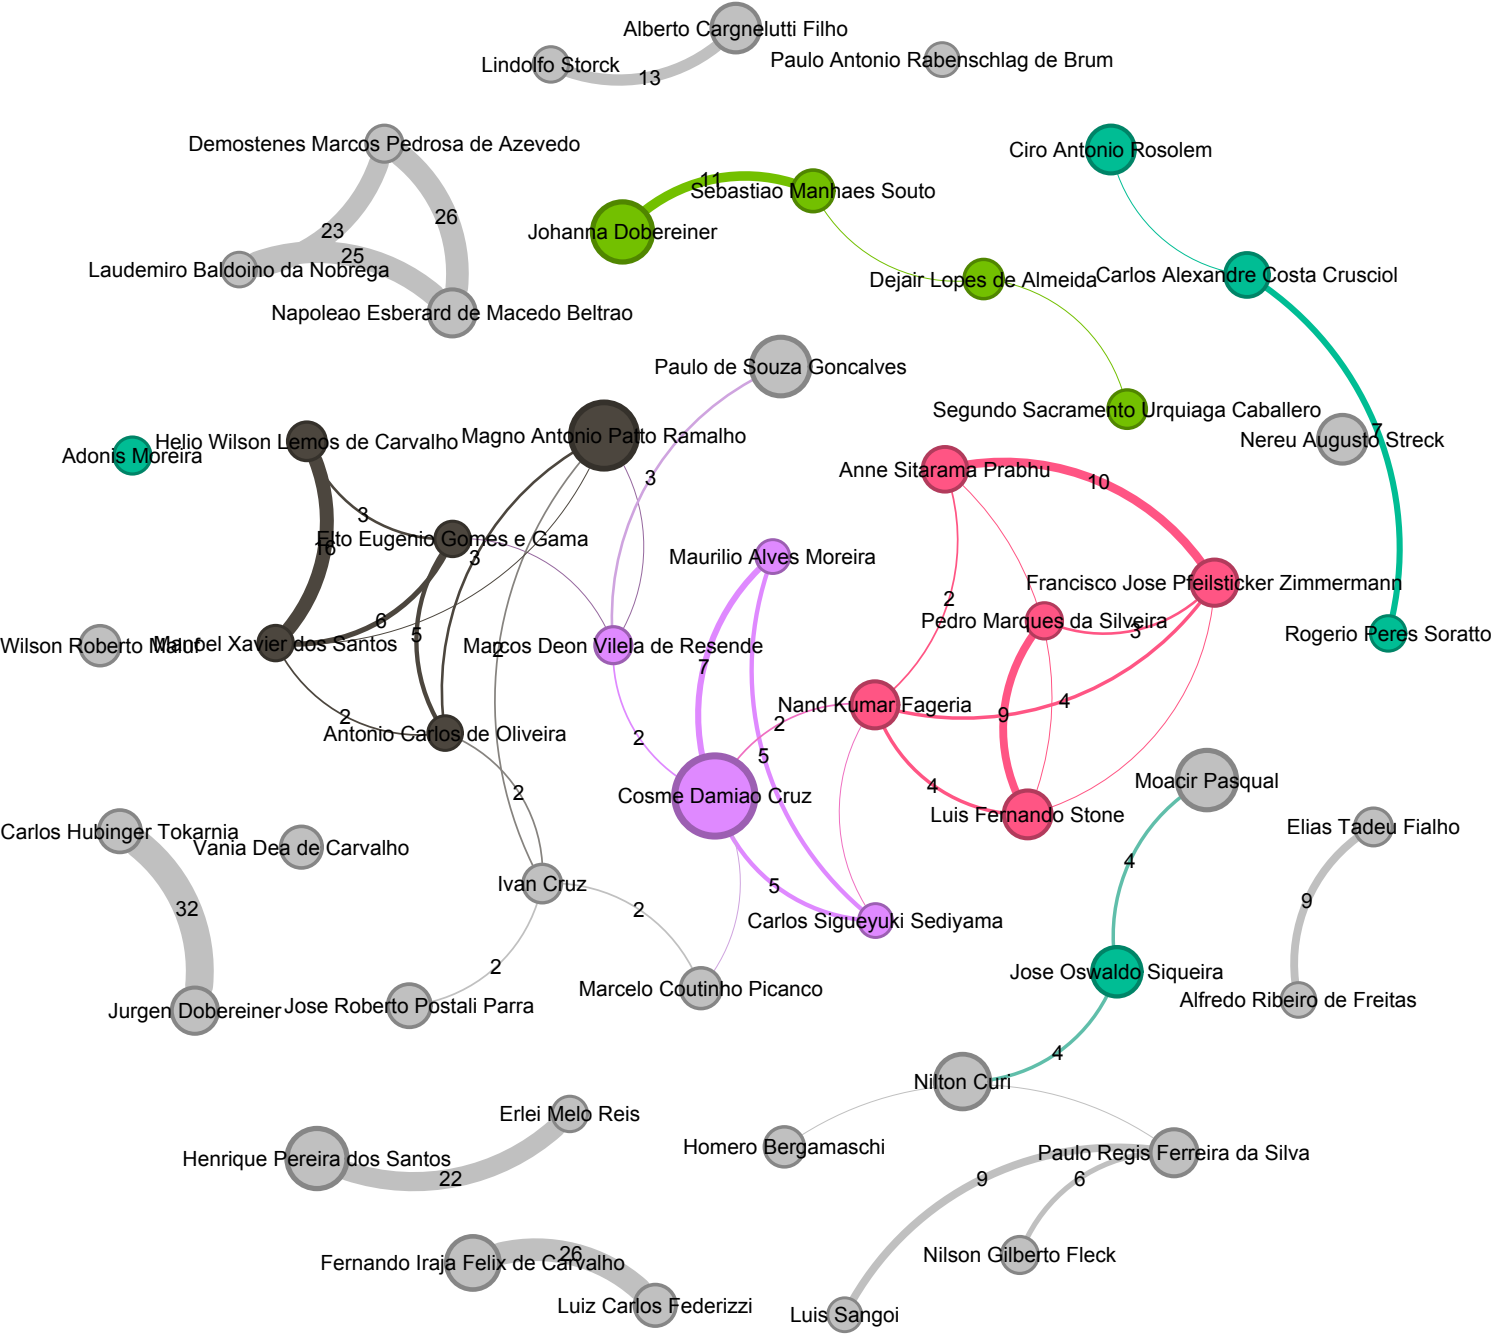 Alberto Cargnelutti Filho
Lindolfo Storck
Paulo Antonio Rabenschlag de Brum
13
Demostenes Marcos Pedrosa de Azevedo
Ciro Antonio Rosolem
11
Sebastiao Manhaes Souto
26
23
Johanna Dobereiner
25
Laudemiro Baldoino da Nobrega
Dejair Lopes de Almeida
Carlos Alexandre Costa Crusciol
Napoleao Esberard de Macedo Beltrao
Paulo de Souza Goncalves
Segundo Sacramento Urquiaga Caballero
7
Helio Wilson Lemos de Carvalho
Magno Antonio Patto Ramalho
Nereu Augusto Streck
Adonis Moreira
Anne Sitarama Prabhu
3
10
3
Elto Eugenio Gomes e Gama
16
3
Maurilio Alves Moreira
Francisco Jose Pfeilsticker Zimmermann
2
6
5
Pedro Marques da Silveira
3
Rogerio Peres Soratto
Wilson Roberto Maluf
Manoel Xavier dos Santos
2
Marcos Deon Vilela de Resende
7
Nand Kumar Fageria
4
2
2
9
Antonio Carlos de Oliveira
2
5
Moacir Pasqual
4
2
Cosme Damiao Cruz
Luis Fernando Stone
Carlos Hubinger Tokarnia
Elias Tadeu Fialho
Vania Dea de Carvalho
4
Ivan Cruz
5
9
32
2
Carlos Sigueyuki Sediyama
2
Jose Oswaldo Siqueira
Marcelo Coutinho Picanco
Alfredo Ribeiro de Freitas
Jose Roberto Postali Parra
Jurgen Dobereiner
4
Nilton Curi
Erlei Melo Reis
Homero Bergamaschi
Paulo Regis Ferreira da Silva
Henrique Pereira dos Santos
22
9
6
26
Nilson Gilberto Fleck
Fernando Iraja Felix de Carvalho
Luiz Carlos Federizzi
Luis Sangoi